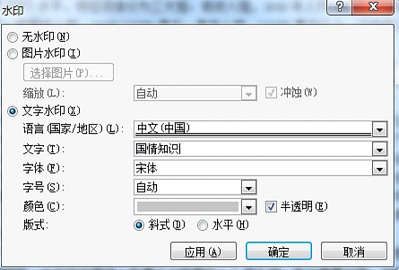 水印
无水印(N)
图片水印(I)
选择图片(P)...
缩放(L): 自动 冲蚀(W)
文字水印(X)
语言(国家/地区)(L): 中文(中国)
文字(T): 国情知识
字体(F): 宋体
字号(S): 自动
颜色(C): 半透明(E)
版式: 斜式(D) 水平(H)
应用(A) 确定 取消